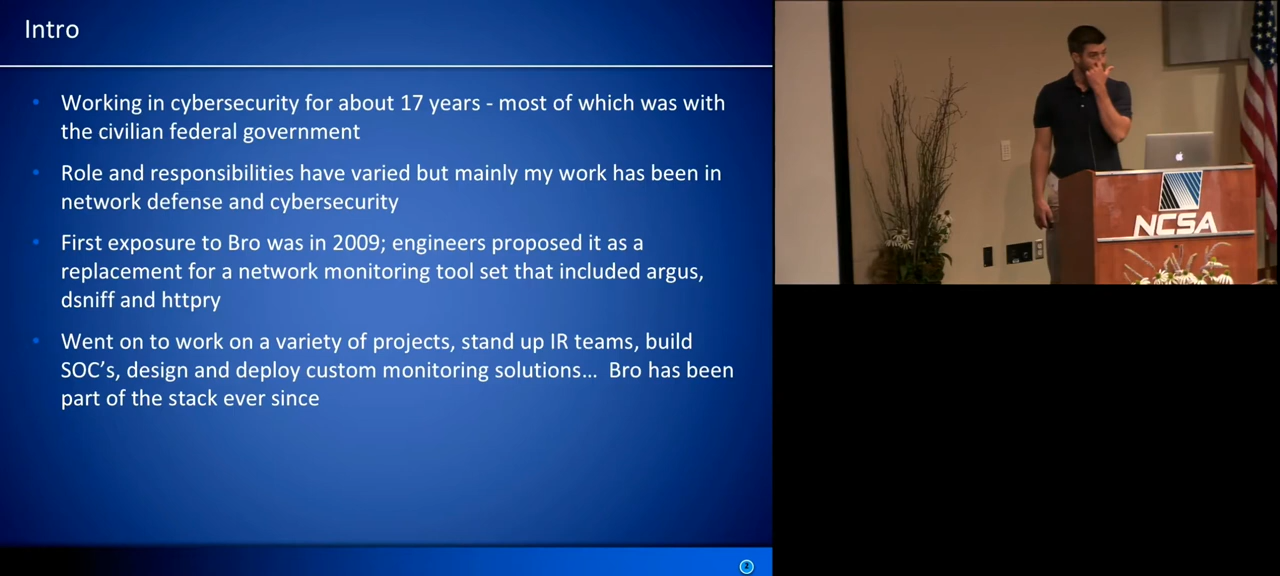 Intro
• Working in cybersecurity for about 17 years - most of which was with
the civilian federal government
• Role and responsibilities have varied but mainly my work has been in
network defense and cybersecurity
• First exposure to Bro was in 2009; engineers proposed it as a
replacement for a network monitoring tool set that included argus,
dsniff and httpry
• Went on to work on a variety of projects, stand up IR teams, build
SOC’s, design and deploy custom monitoring solutions… Bro has been
part of the stack ever since
2
NCSA